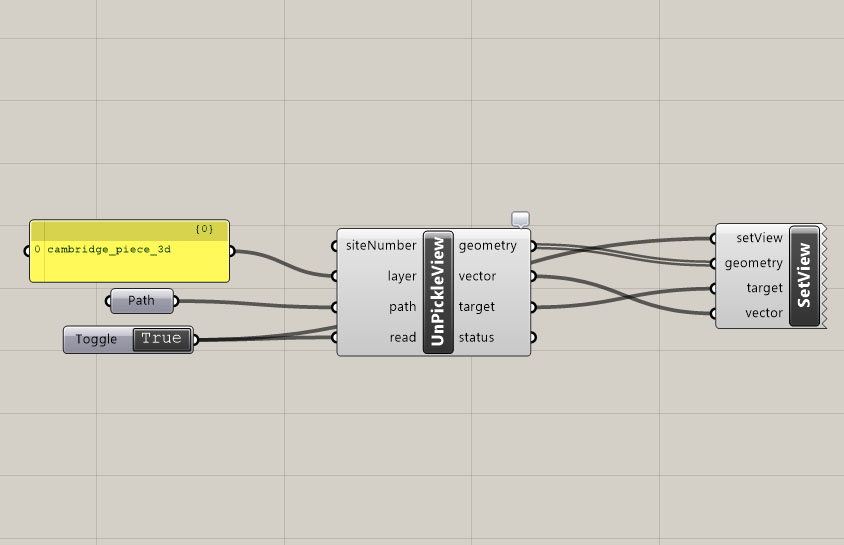 {0}
0 cambridge_piece_3d
Path
Toggle True
siteNumber
layer
path
read
UnPickleView
geometry
vector
target
status
setView
geometry
target
vector
SetView